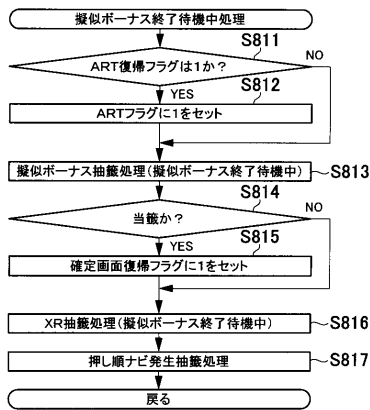 擬似ボーナス終了待機中処理
S811
ART復帰フラグは1か?
NO
YES
S812
ARTフラグに1をセット
擬似ボーナス抽籤処理(擬似ボーナス終了待機中)
S813
S814
当籤か?
NO
YES
S815
確定画面復帰フラグに1をセット
XR抽籤処理(擬似ボーナス終了待機中)
S816
押し順ナビ発生抽籤処理
S817
戻る